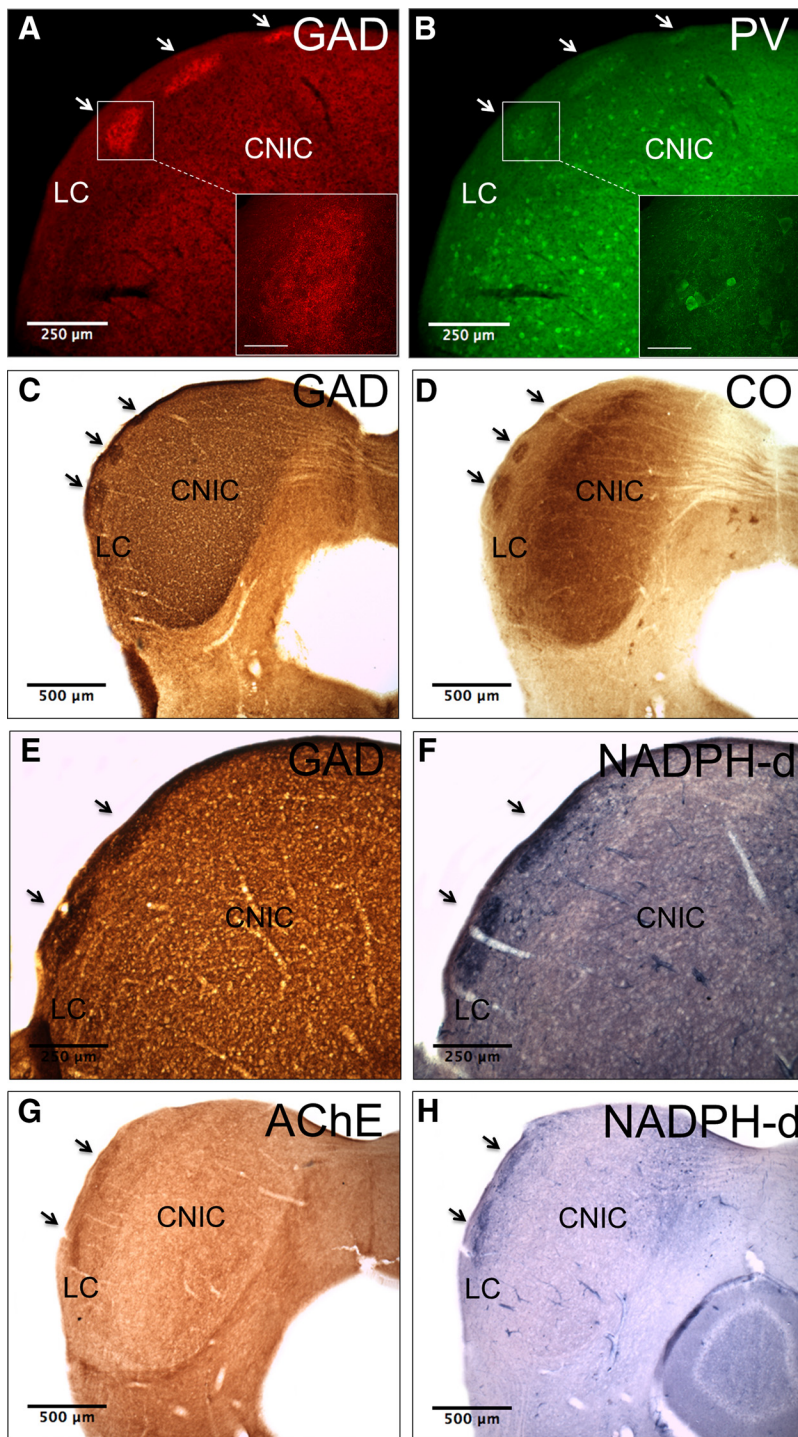 A GAD
CNIC
LC
250 µm
B PV
CNIC
LC
250 µm
C GAD
CNIC
LC
500 µm
D CO
CNIC
LC
500 µm
E GAD
CNIC
LC
250 µm
F NADPH-d
CNIC
LC
250 µm
G AChE
CNIC
LC
500 µm
H NADPH-d
CNIC
LC
500 µm